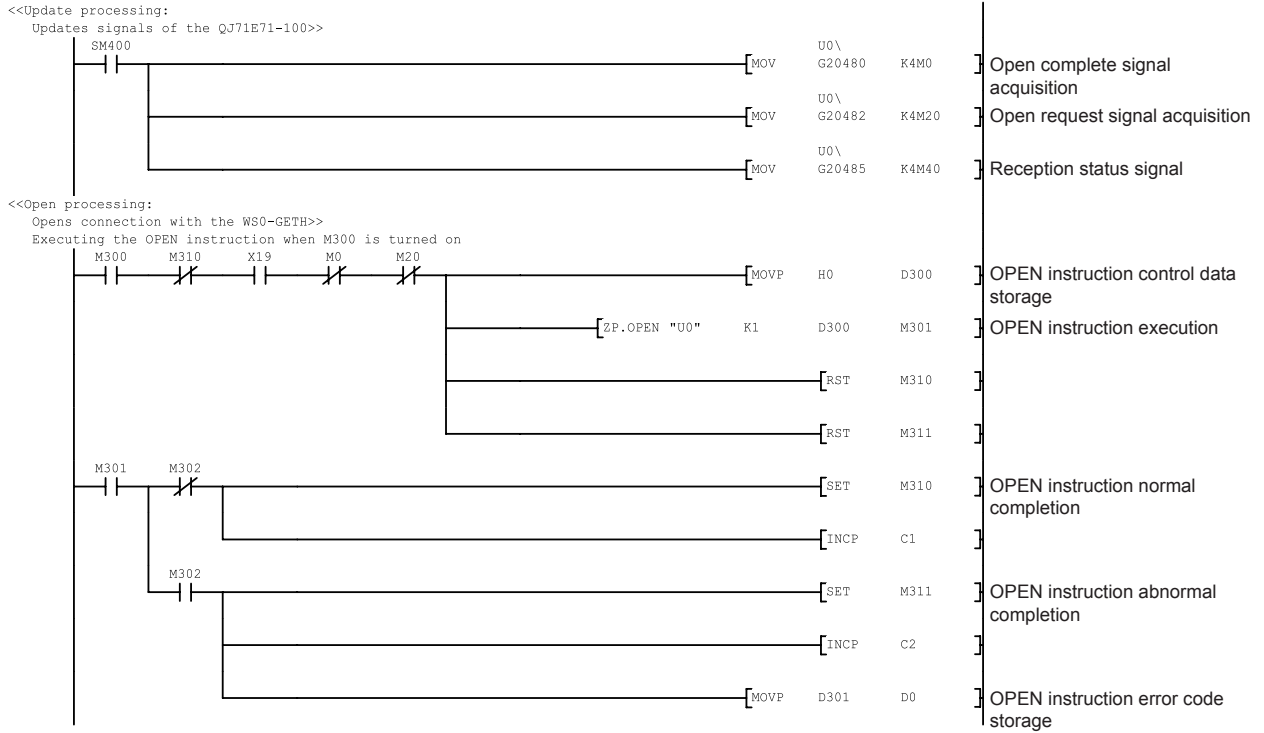 <<Update processing:
Updates signals of the QJ71E71-100>>
SM400
U0\
MOV G20480 K4M0 Open complete signal
acquisition
U0\
MOV G20482 K4M20 Open request signal acquisition
U0\
MOV G20485 K4M40 Reception status signal
<<Open processing:
Opens connection with the WS0-GETH>>
Executing the OPEN instruction when M300 is turned on
M300 M310 X19 M0 M20
MOVP H0 D300 OPEN instruction control data
storage
ZP.OPEN "U0" K1 D300 M301 OPEN instruction execution
RST M310
RST M311
M301 M302
SET M310 OPEN instruction normal
completion
INCP C1
M302
SET M311 OPEN instruction abnormal
completion
INCP C2
MOVP D301 D0 OPEN instruction error code
storage